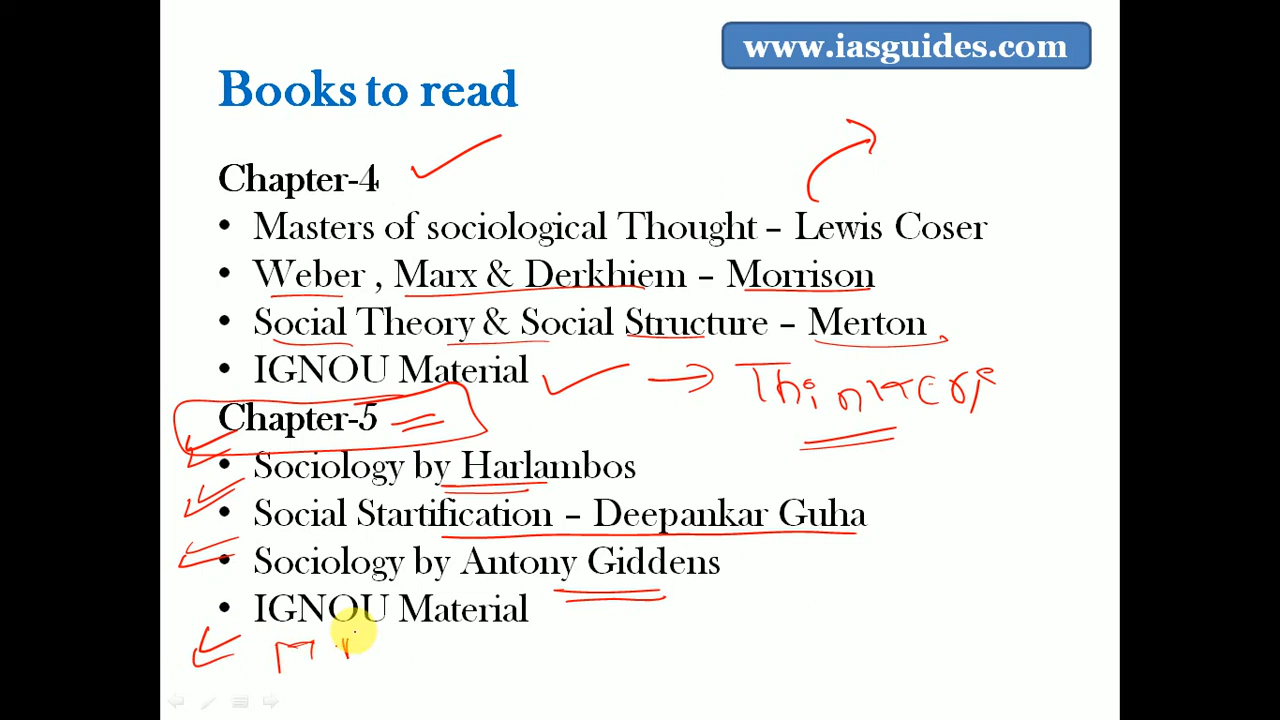 www.iasguides.com
Books to read
Chapter-4
• Masters of sociological Thought – Lewis Coser
• Weber , Marx & Derkhiem – Morrison
• Social Theory & Social Structure – Merton
• IGNOU Material → Thinkers
Chapter-5
• Sociology by Harlambos
• Social Startification – Deepankar Guha
• Sociology by Antony Giddens
• IGNOU Material